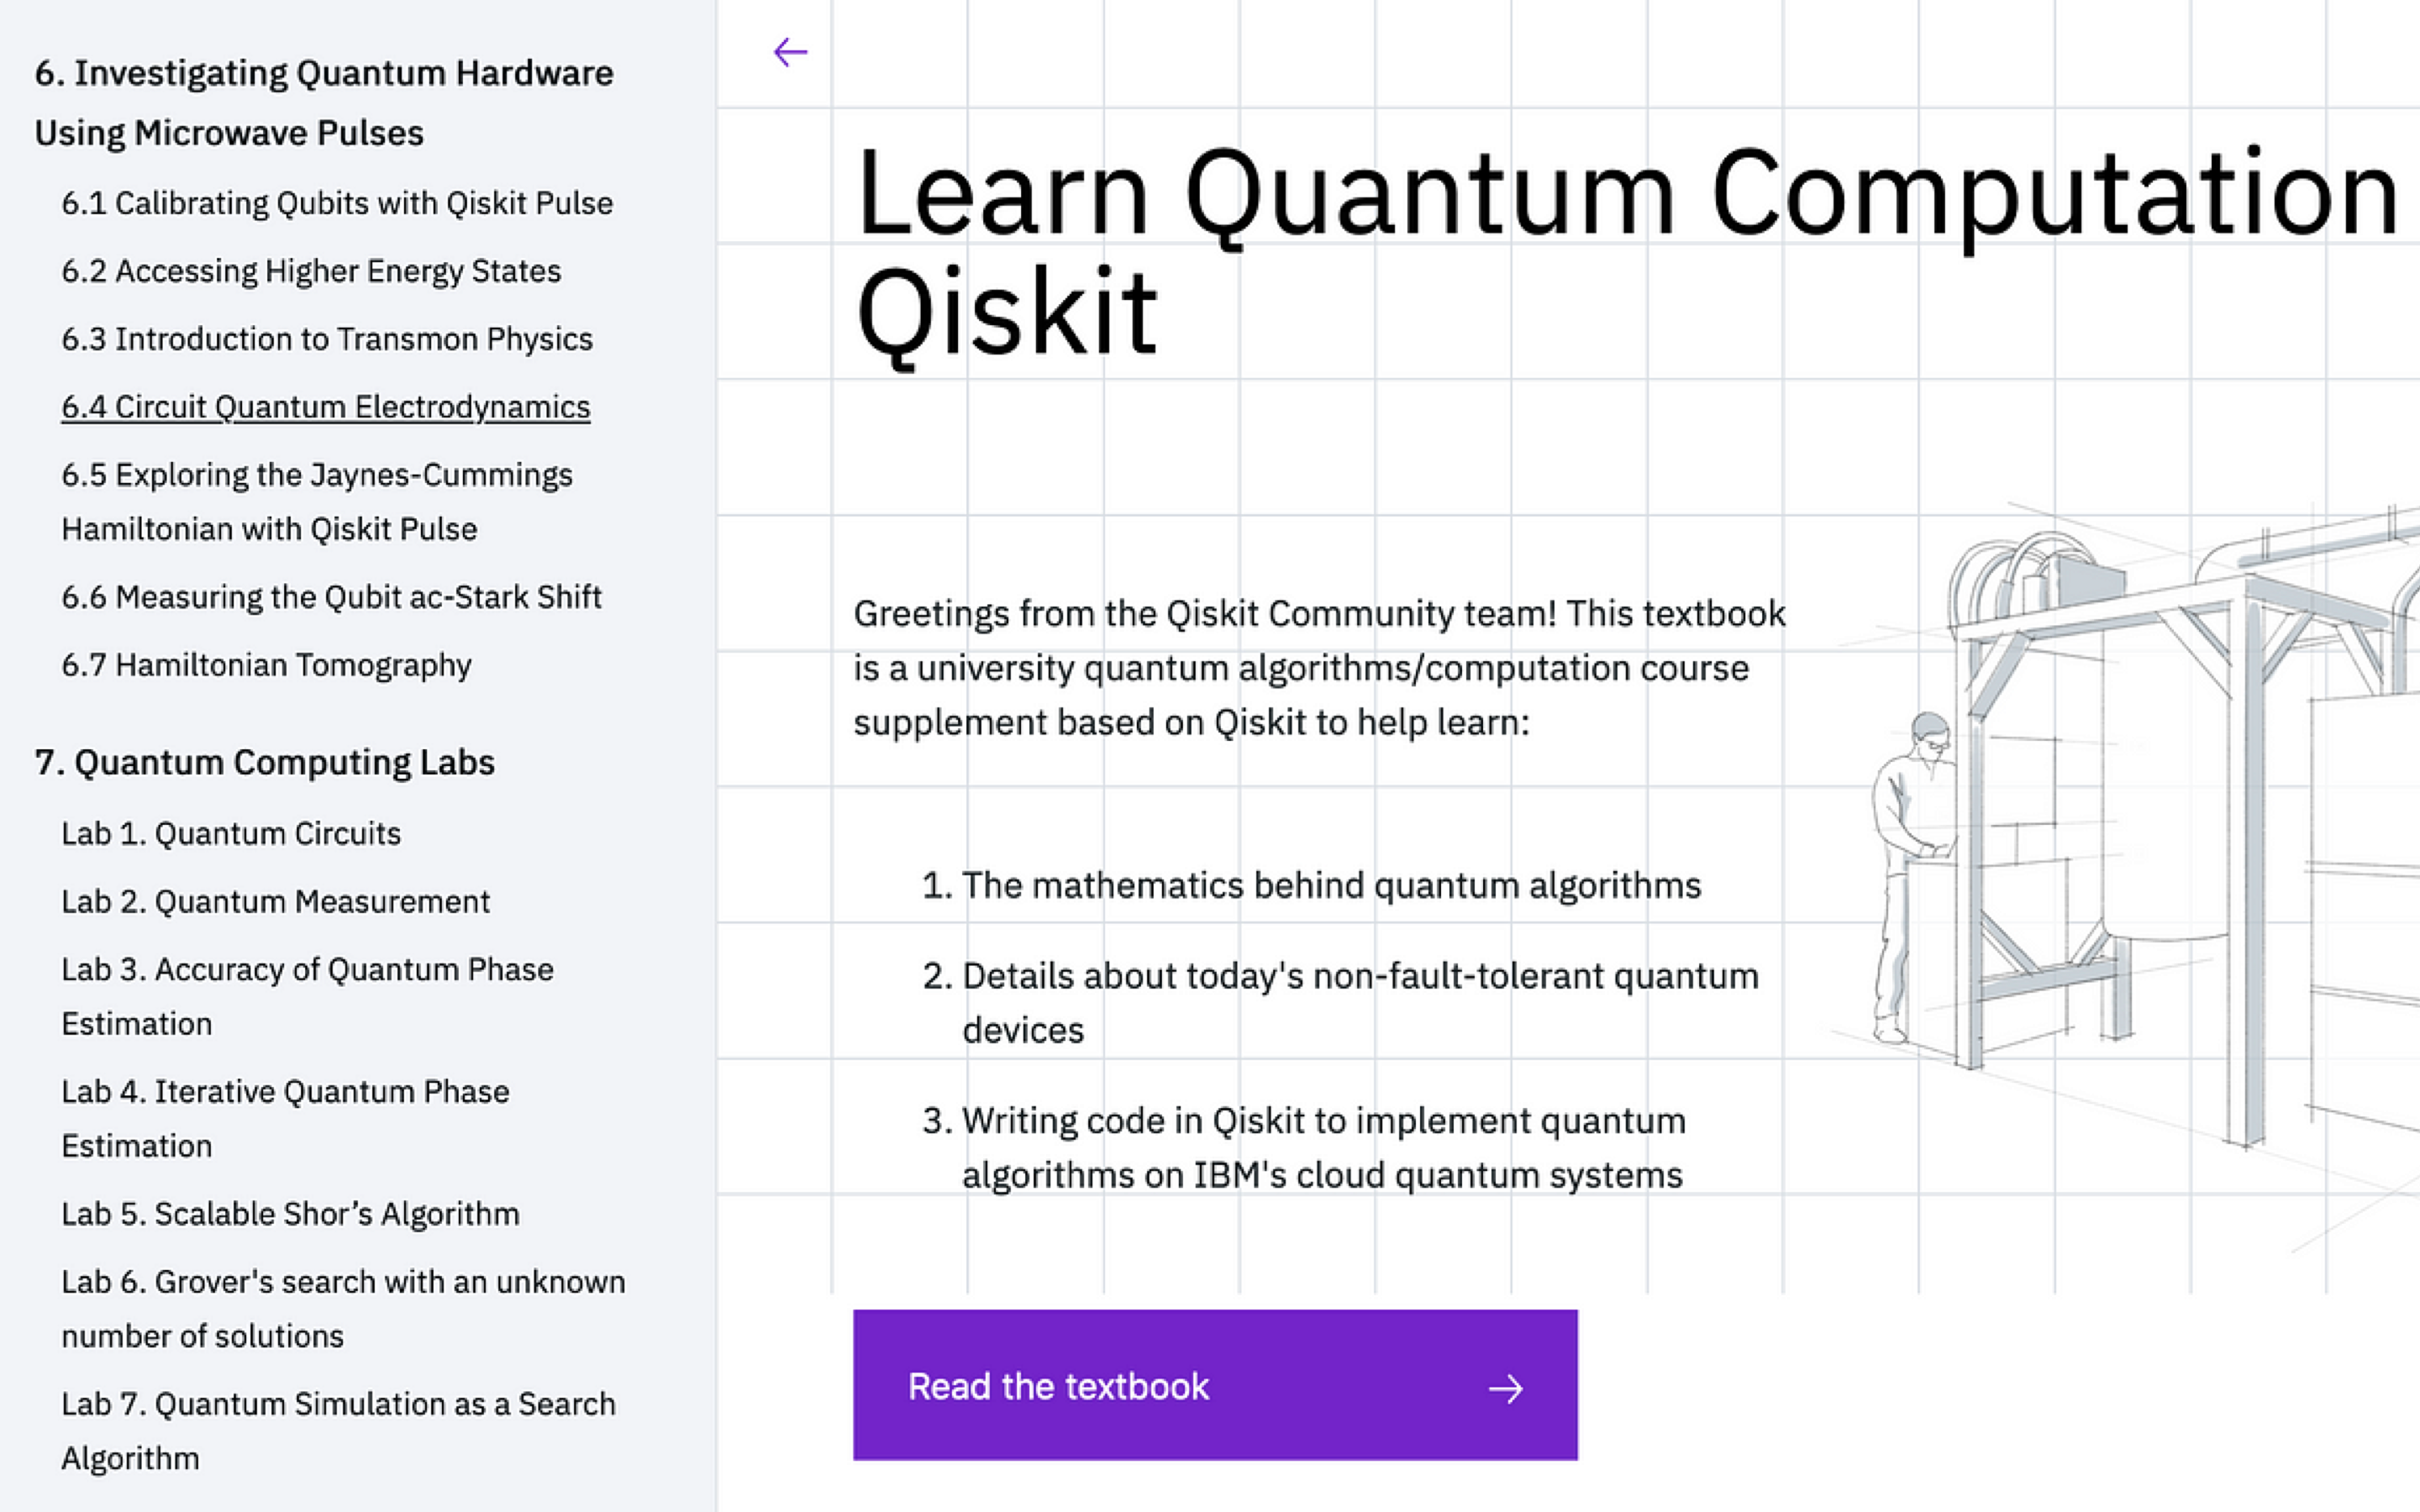 6. Investigating Quantum Hardware
Using Microwave Pulses
6.1 Calibrating Qubits with Qiskit Pulse
6.2 Accessing Higher Energy States
6.3 Introduction to Transmon Physics
6.4 Circuit Quantum Electrodynamics
6.5 Exploring the Jaynes-Cummings
Hamiltonian with Qiskit Pulse
6.6 Measuring the Qubit ac-Stark Shift
6.7 Hamiltonian Tomography
7. Quantum Computing Labs
Lab 1. Quantum Circuits
Lab 2. Quantum Measurement
Lab 3. Accuracy of Quantum Phase
Estimation
Lab 4. Iterative Quantum Phase
Estimation
Lab 5. Scalable Shor’s Algorithm
Lab 6. Grover's search with an unknown
number of solutions
Lab 7. Quantum Simulation as a Search
Algorithm
Learn Quantum Computation
Qiskit
Greetings from the Qiskit Community team! This textbook
is a university quantum algorithms/computation course
supplement based on Qiskit to help learn:
1. The mathematics behind quantum algorithms
2. Details about today's non-fault-tolerant quantum
devices
3. Writing code in Qiskit to implement quantum
algorithms on IBM's cloud quantum systems
Read the textbook